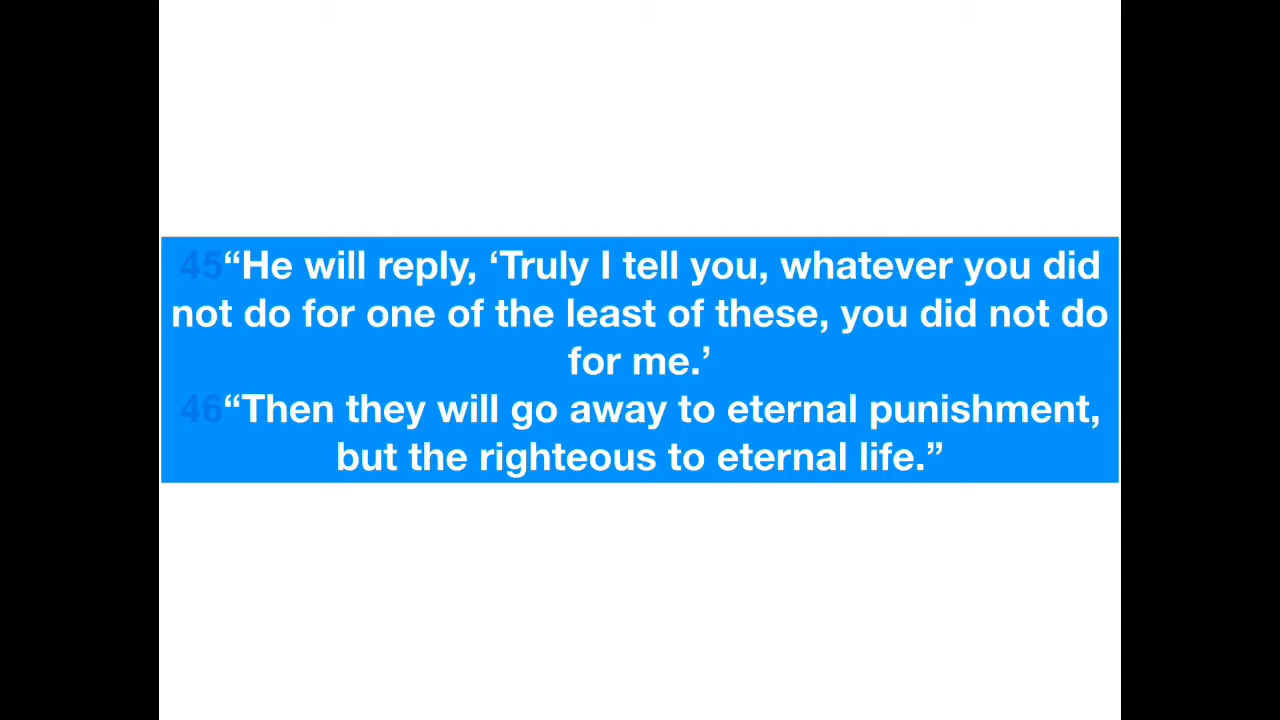 45“He will reply, ‘Truly I tell you, whatever you did
not do for one of the least of these, you did not do
for me.’
46“Then they will go away to eternal punishment,
but the righteous to eternal life.”